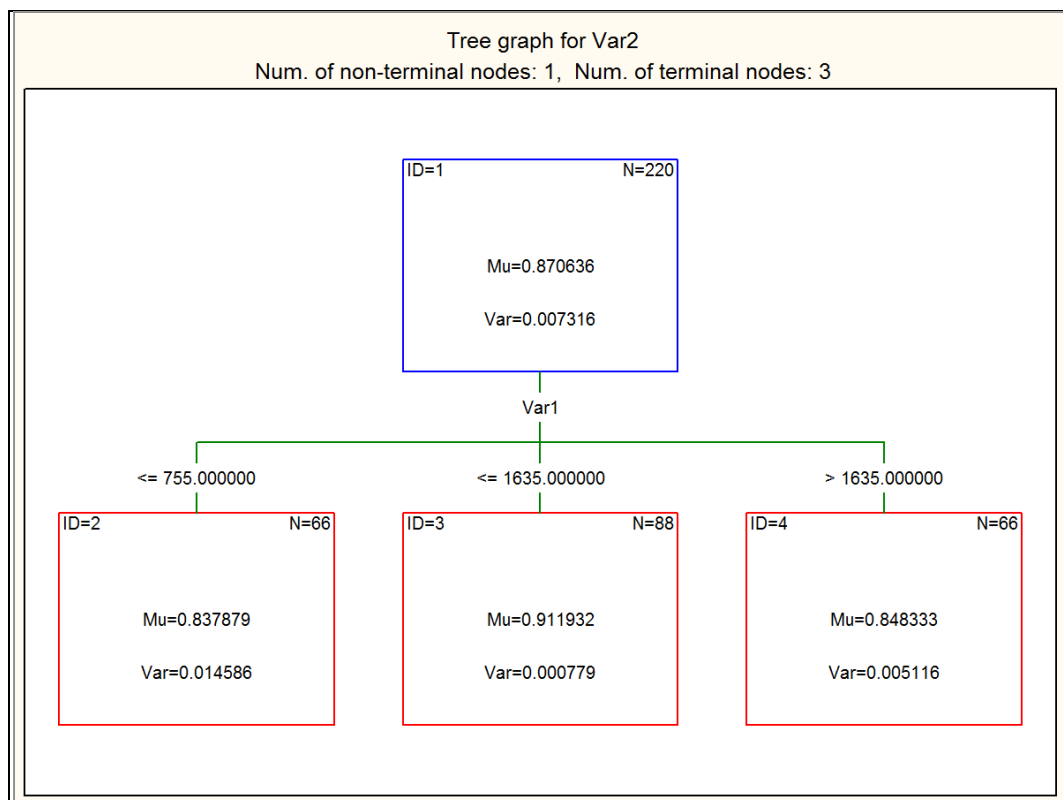 Tree graph for Var2
Num. of non-terminal nodes: 1,  Num. of terminal nodes: 3
ID=1 N=220
Mu=0.870636
Var=0.007316
Var1
<= 755.000000 <= 1635.000000 > 1635.000000
ID=2 N=66 ID=3 N=88 ID=4 N=66
Mu=0.837879 Mu=0.911932 Mu=0.848333
Var=0.014586 Var=0.000779 Var=0.005116